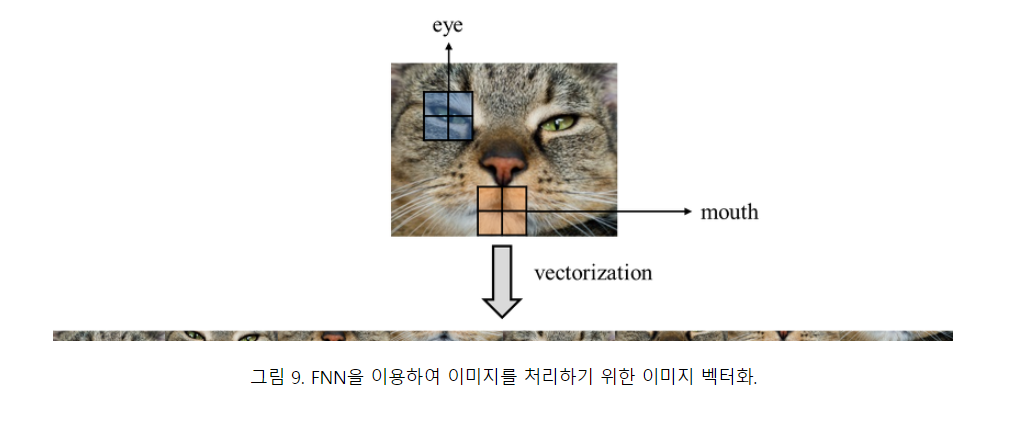 eye
mouth
vectorization
그림 9. FNN을 이용하여 이미지를 처리하기 위한 이미지 벡터화.